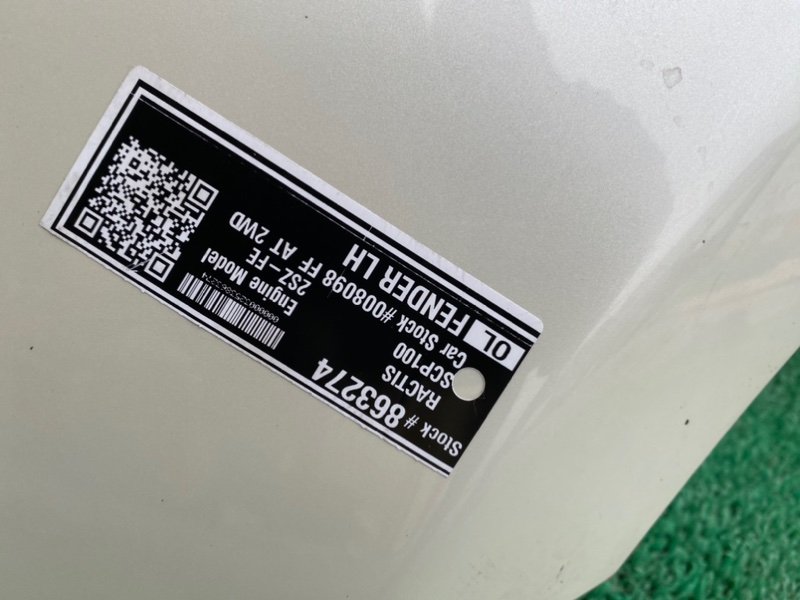 Stock # 863274
RACTIS
SCP100
Car Stock #008098 FF AT 2WD
OL FENDER LH
Engine Model
2SZ-FE